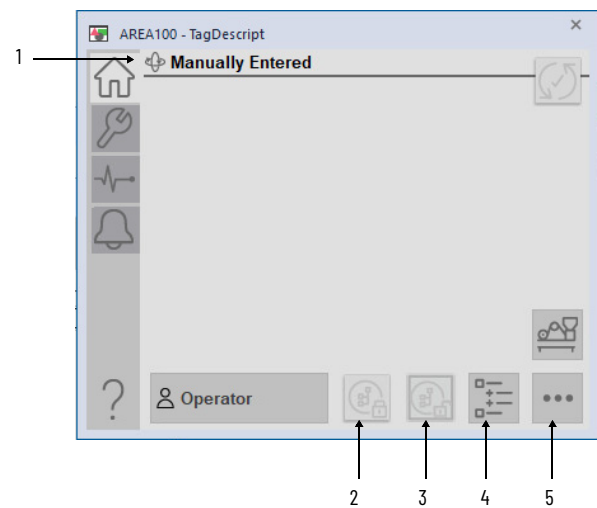 AREA100 - TagDescript
1
Manually Entered
? Operator
2 3 4 5